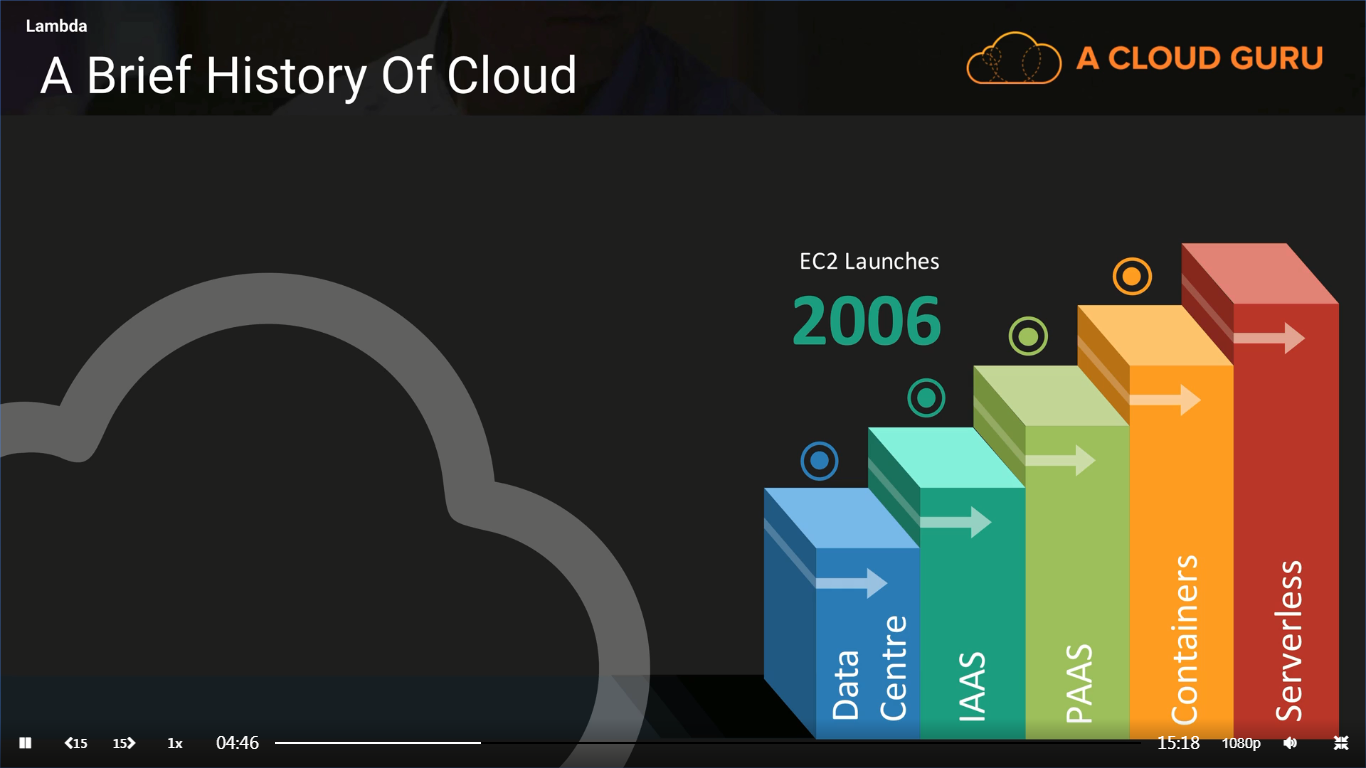 Lambda
A Brief History Of Cloud
A CLOUD GURU
EC2 Launches
2006
Data
Centre
IAAS
PAAS
Containers
Serverless
15
15
1x
04:46
15:18
1080p